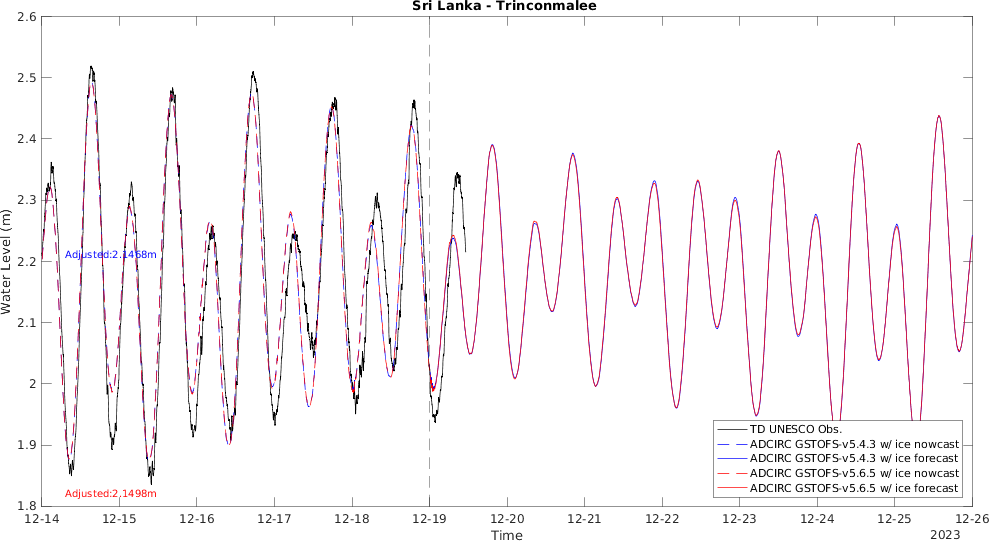 Sri Lanka - Trinconmalee
2.6
2.5
2.4
2.3
2.2
2.1
2
1.9
1.8
Water Level (m)
Adjusted:2.1468m
Adjusted:2.1498m
TD UNESCO Obs.
ADCIRC GSTOFS-v5.4.3 w/ ice nowcast
ADCIRC GSTOFS-v5.4.3 w/ ice forecast
ADCIRC GSTOFS-v5.6.5 w/ ice nowcast
ADCIRC GSTOFS-v5.6.5 w/ ice forecast
12-14 12-15 12-16 12-17 12-18 12-19 12-20 12-21 12-22 12-23 12-24 12-25 12-26
Time
2023